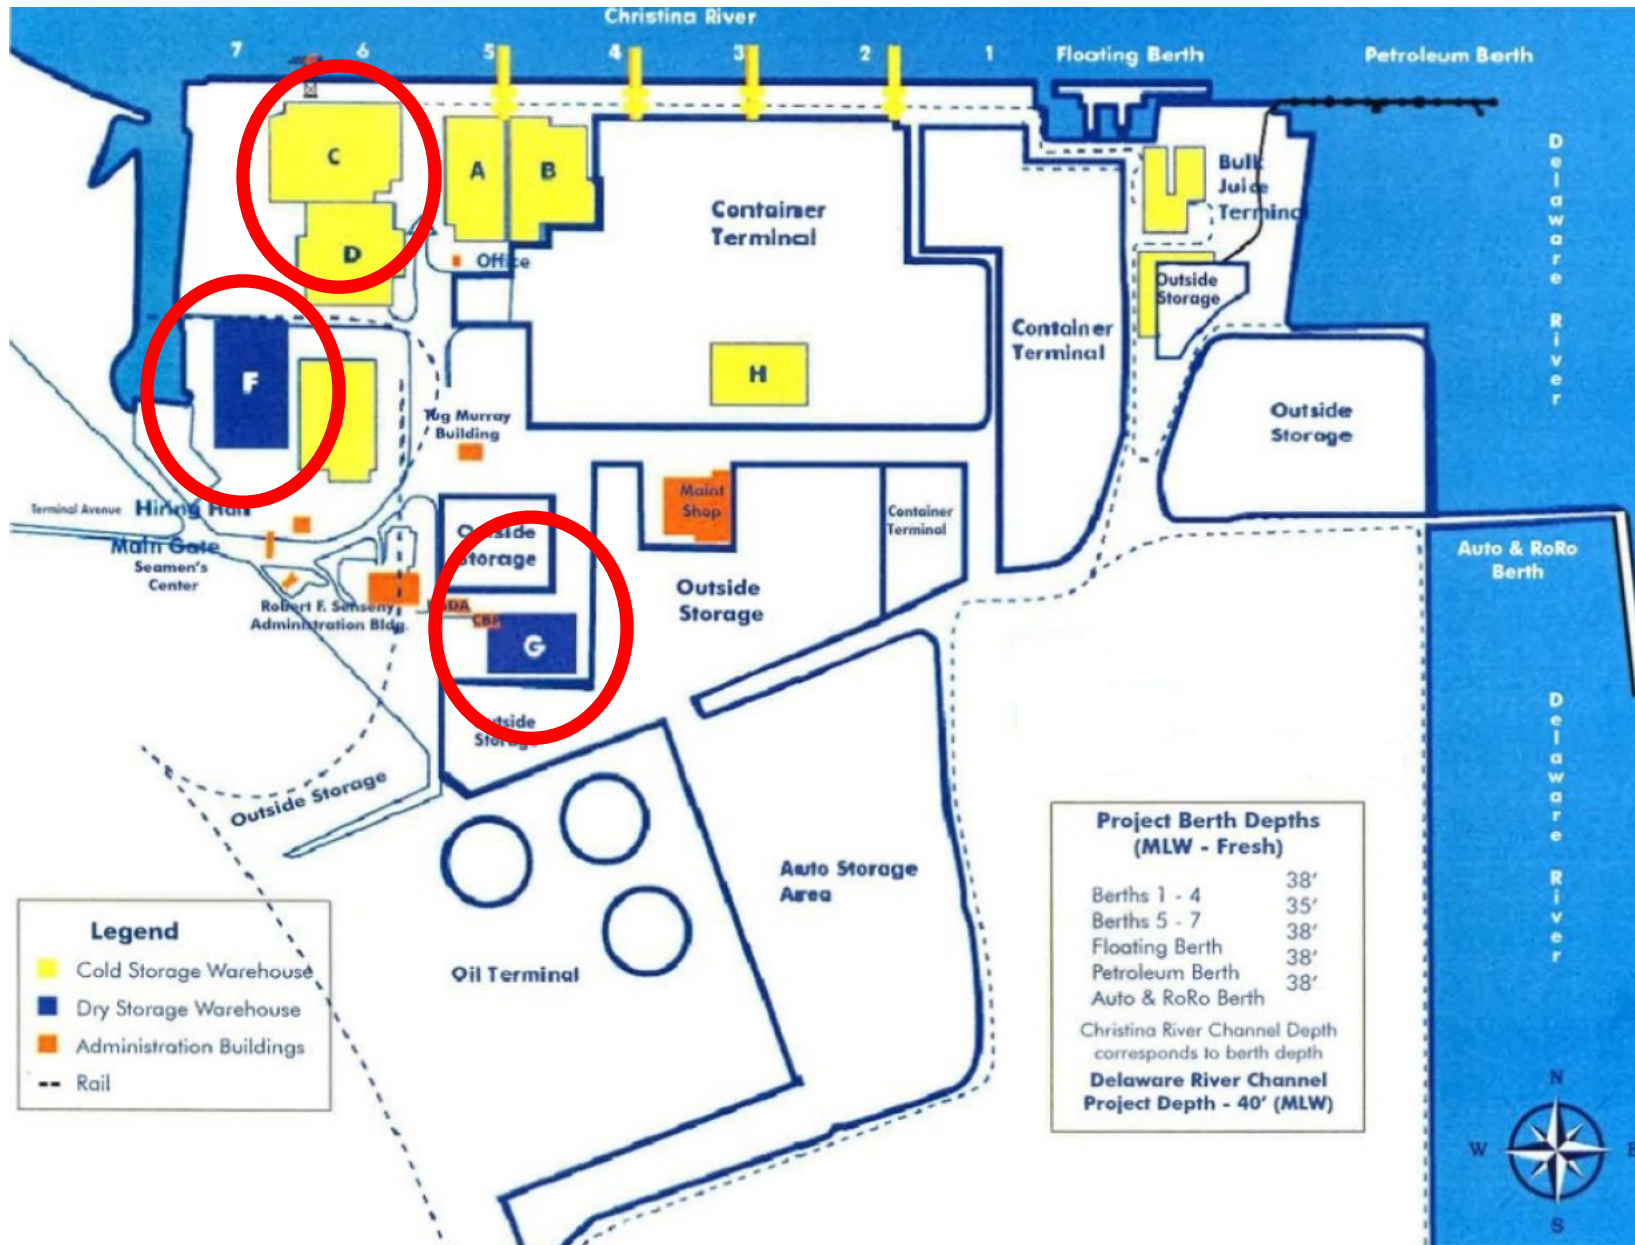 Christina River
7
6
5
4
3
2
1
Floating Berth
Petroleum Berth
C
A
B
D
Office
Container
Terminal
Bulk
Juice
Terminal
Outside
Storage
Delaware River
F
H
Container
Terminal
Outside
Storage
Tug Murray
Building
Maint
Shop
Container
Terminal
Terminal Avenue
Hiring Hall
Main Gate
Seamen's
Center
Outside
Storage
Auto & RoRo
Berth
Outside
Storage
Robert F. Senseny
Administration Bldg.
CBP
G
Outside
Storage
Delaware River
Outside Storage
Auto Storage
Area
Oil Terminal
Project Berth Depths
(MLW - Fresh)
Berths 1 - 4 38'
Berths 5 - 7 35'
Floating Berth 38'
Petroleum Berth 38'
Auto & RoRo Berth 38'
Christina River Channel Depth
corresponds to berth depth
Delaware River Channel
Project Depth - 40' (MLW)
Legend
Cold Storage Warehouse
Dry Storage Warehouse
Administration Buildings
Rail
N
W
E
S